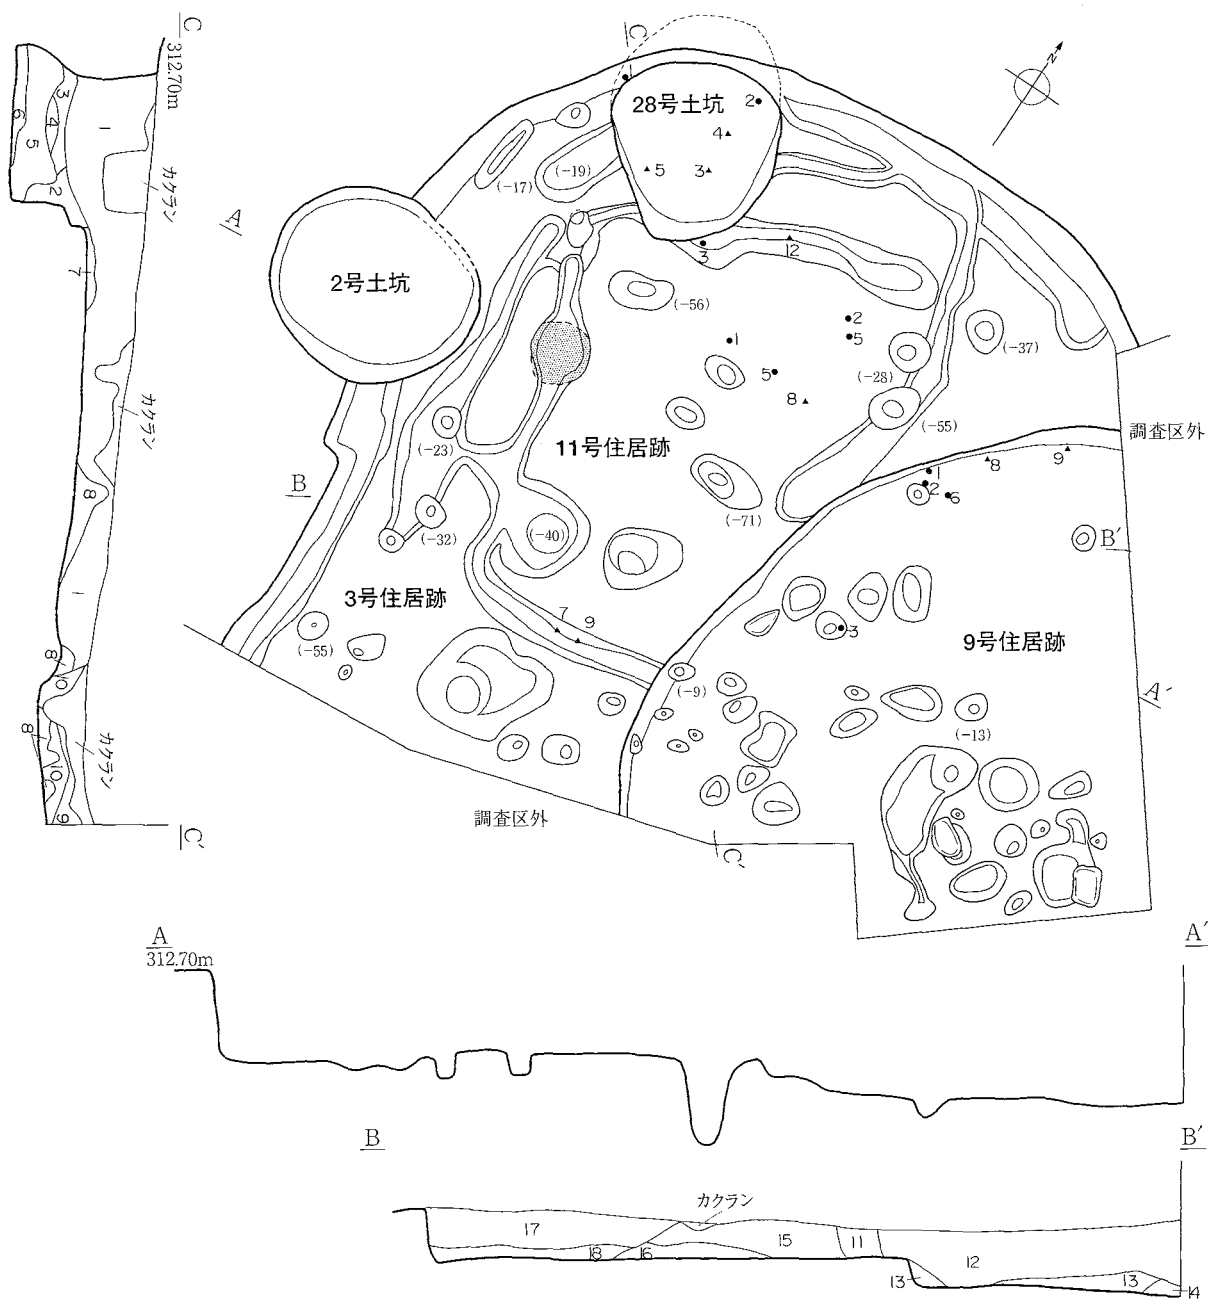 C
312.70m
3
6
4
5
1
2
カクラン
7
カクラン
8
1
8
10
8
カクラン
10
9
C'
C
N
28号土坑
2
4
5
3
(-17)
(-19)
A
2号土坑
3
12
(-56)
2
5
1
(-37)
5
(-28)
8
(-23)
11号住居跡
(-55)
調査区外
B
8
9
1
2
6
(-71)
(-32)
(-40)
B'
3号住居跡
7
9
3
9号住居跡
(-55)
(-9)
A'
(-13)
調査区外
C'
A
312.70m
A'
B
B'
カクラン
17
15
11
18
16
12
13
13
14